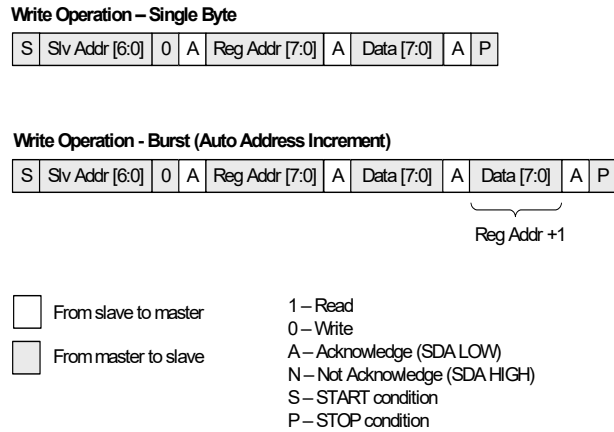 Write Operation – Single Byte
S Slv Addr [6:0] 0 A Reg Addr [7:0] A Data [7:0] A P
Write Operation - Burst (Auto Address Increment)
S Slv Addr [6:0] 0 A Reg Addr [7:0] A Data [7:0] A Data [7:0] A P
Reg Addr +1
From slave to master
From master to slave
1 – Read
0 – Write
A – Acknowledge (SDA LOW)
N – Not Acknowledge (SDA HIGH)
S – START condition
P – STOP condition